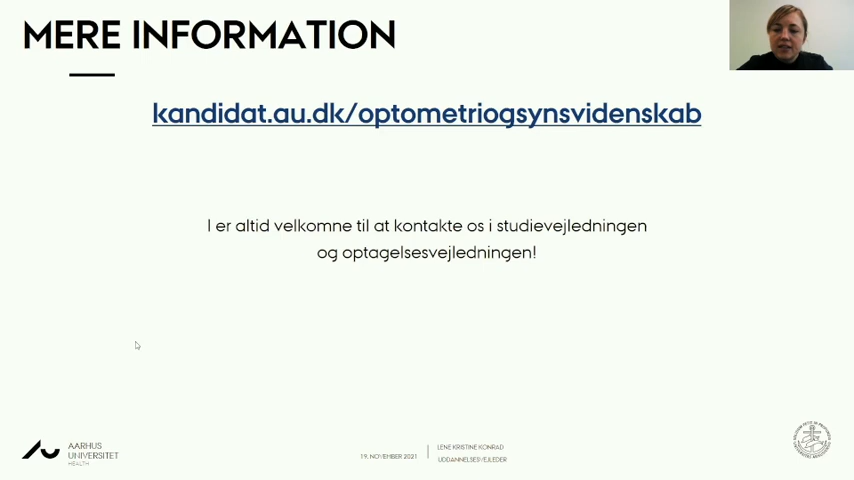 MERE INFORMATION
kandidat.au.dk/optometriogsynsvidenskab
I er altid velkomne til at kontakte os i studievejledningen
og optagelsesvejledningen!
AARHUS
UNIVERSITET
HEALTH
19. NOVEMBER 2021
LENE KRISTINE KONRAD
UDDANNELSESVEJLEDER